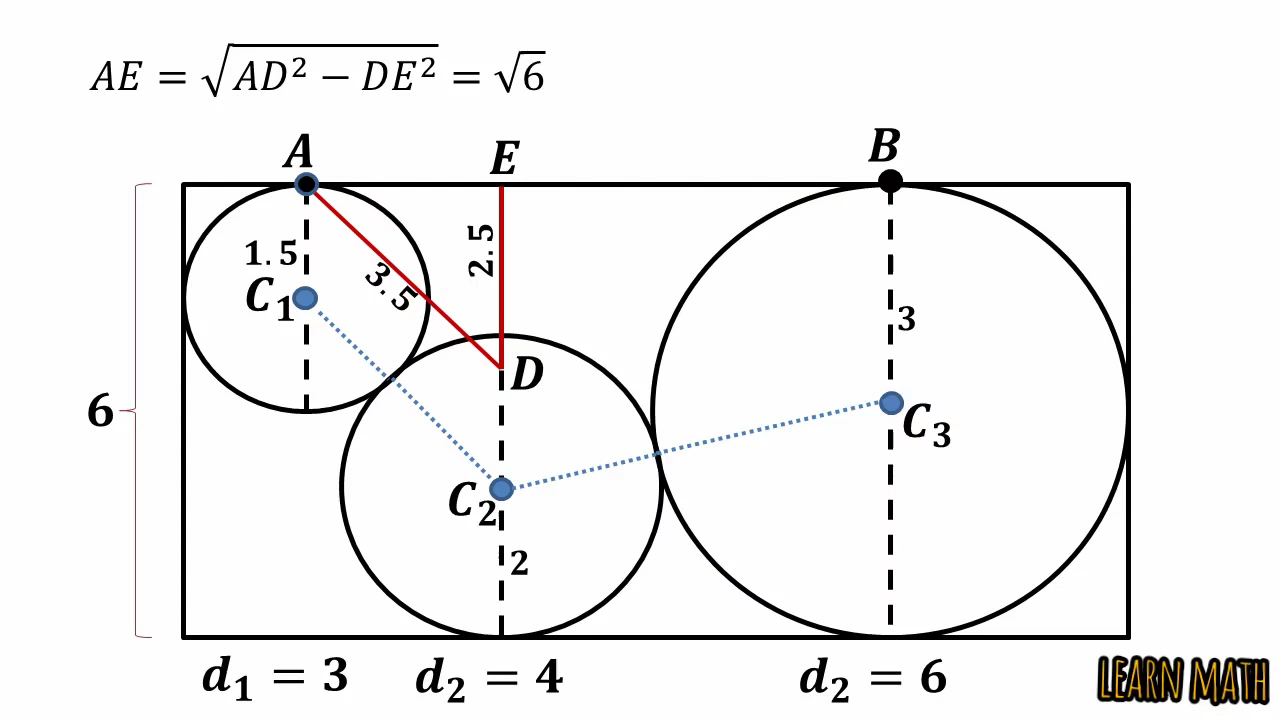 AE = √(AD² − DE²) = √6
A
E
B
1.5
2.5
C₁
3.5
3
D
6
C₃
C₂
2
d₁ = 3
d₂ = 4
d₂ = 6
LEARN MATH